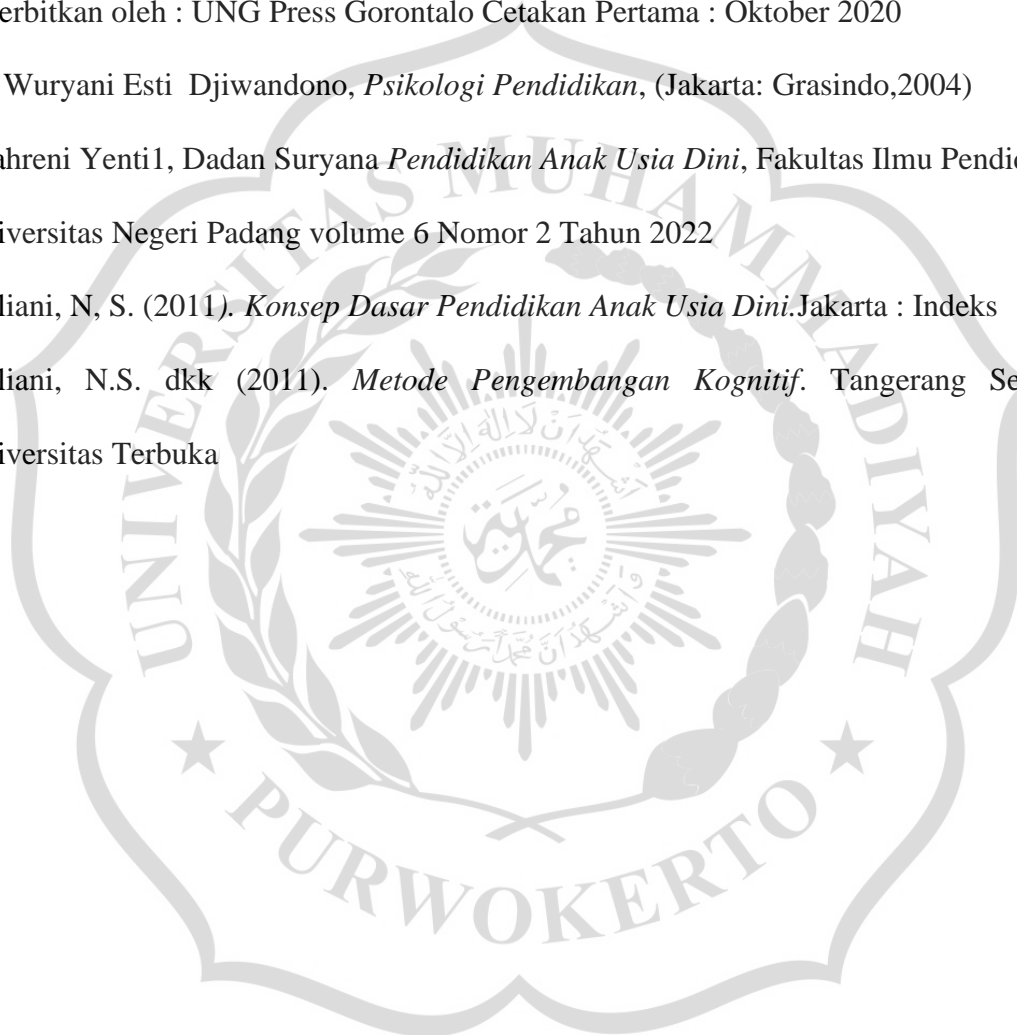 erbitkan oleh : UNG Press Gorontalo Cetakan Pertama : Oktober 2020
Wuryani Esti Djiwandono, Psikologi Pendidikan, (Jakarta: Grasindo,2004)
ahreni Yenti1, Dadan Suryana Pendidikan Anak Usia Dini, Fakultas Ilmu Pendid
iversitas Negeri Padang volume 6 Nomor 2 Tahun 2022
liani, N, S. (2011). Konsep Dasar Pendidikan Anak Usia Dini.Jakarta : Indeks
liani, N.S. dkk (2011). Metode Pengembangan Kognitif. Tangerang Se
iversitas Terbuka
UNIVERSITAS MUHAMMADIYAH
PURWOKERTO